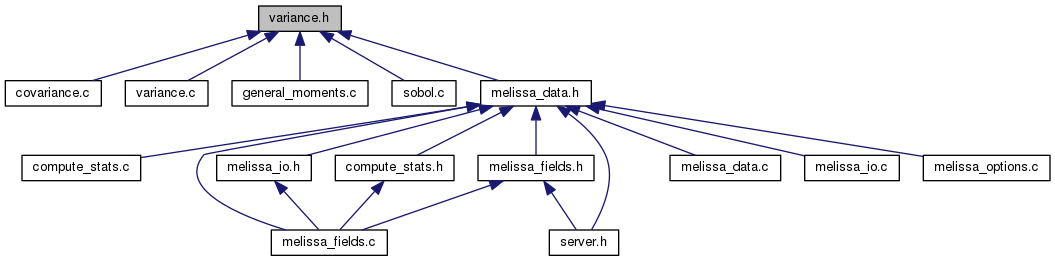 variance.h
covariance.c
variance.c
general_moments.c
sobol.c
melissa_data.h
compute_stats.c
melissa_io.h
compute_stats.h
melissa_fields.h
melissa_data.c
melissa_io.c
melissa_options.c
melissa_fields.c
server.h